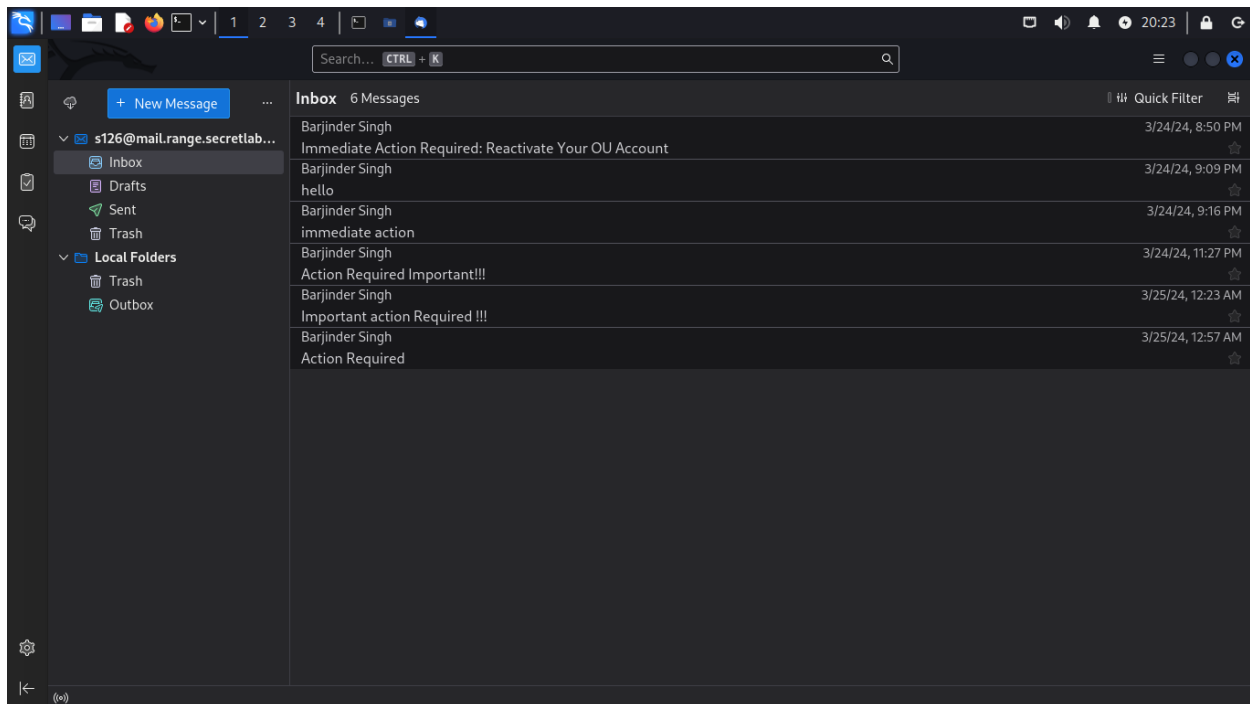 1 2 3 4 20:23
Search... CTRL + K
+ New Message ...
s126@mail.range.secretlab...
Inbox
Drafts
Sent
Trash
Local Folders
Trash
Outbox
Inbox 6 Messages Quick Filter
Barjinder Singh 3/24/24, 8:50 PM
Immediate Action Required: Reactivate Your OU Account
Barjinder Singh 3/24/24, 9:09 PM
hello
Barjinder Singh 3/24/24, 9:16 PM
immediate action
Barjinder Singh 3/24/24, 11:27 PM
Action Required Important!!!
Barjinder Singh 3/25/24, 12:23 AM
Important action Required !!!
Barjinder Singh 3/25/24, 12:57 AM
Action Required